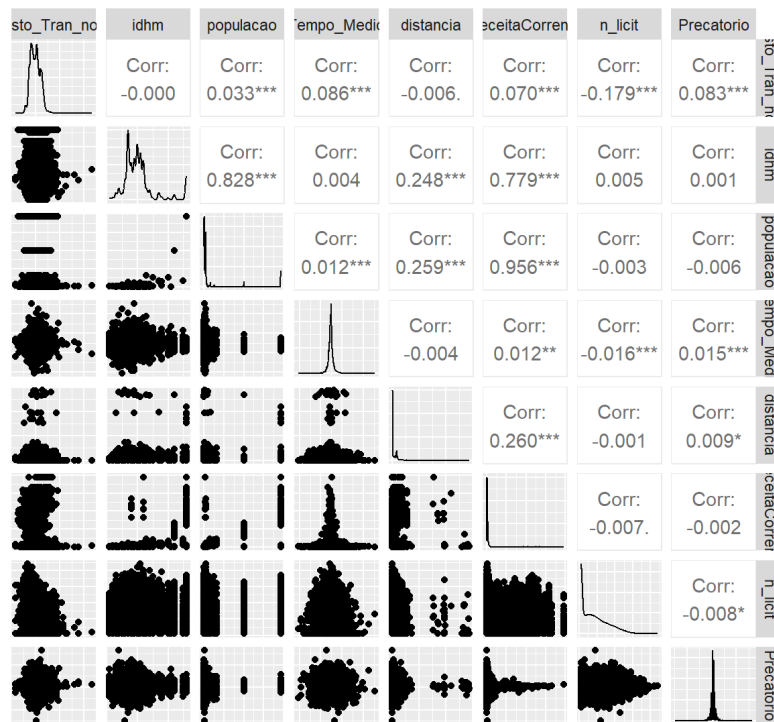 sto_Tran_no idhm populacao Tempo_Medic distancia eceitaCorren n_licit Precatorio
Corr: Corr: Corr: Corr: Corr: Corr: Corr:
-0.000 0.033*** 0.086*** -0.006. 0.070*** -0.179*** 0.083***
sto_Tran_no
Corr: Corr: Corr: Corr: Corr: Corr:
0.828*** 0.004 0.248*** 0.779*** 0.005 0.001
idhm
Corr: Corr: Corr: Corr: Corr:
0.012*** 0.259*** 0.956*** -0.003 -0.006
populacao
Corr: Corr: Corr: Corr:
-0.004 0.012** -0.016*** 0.015***
empo_Med
Corr: Corr: Corr:
0.260*** -0.001 0.009*
distancia
Corr: Corr:
-0.007. -0.002
ceitaCorrer
Corr:
-0.008*
n_licit
Precatorio